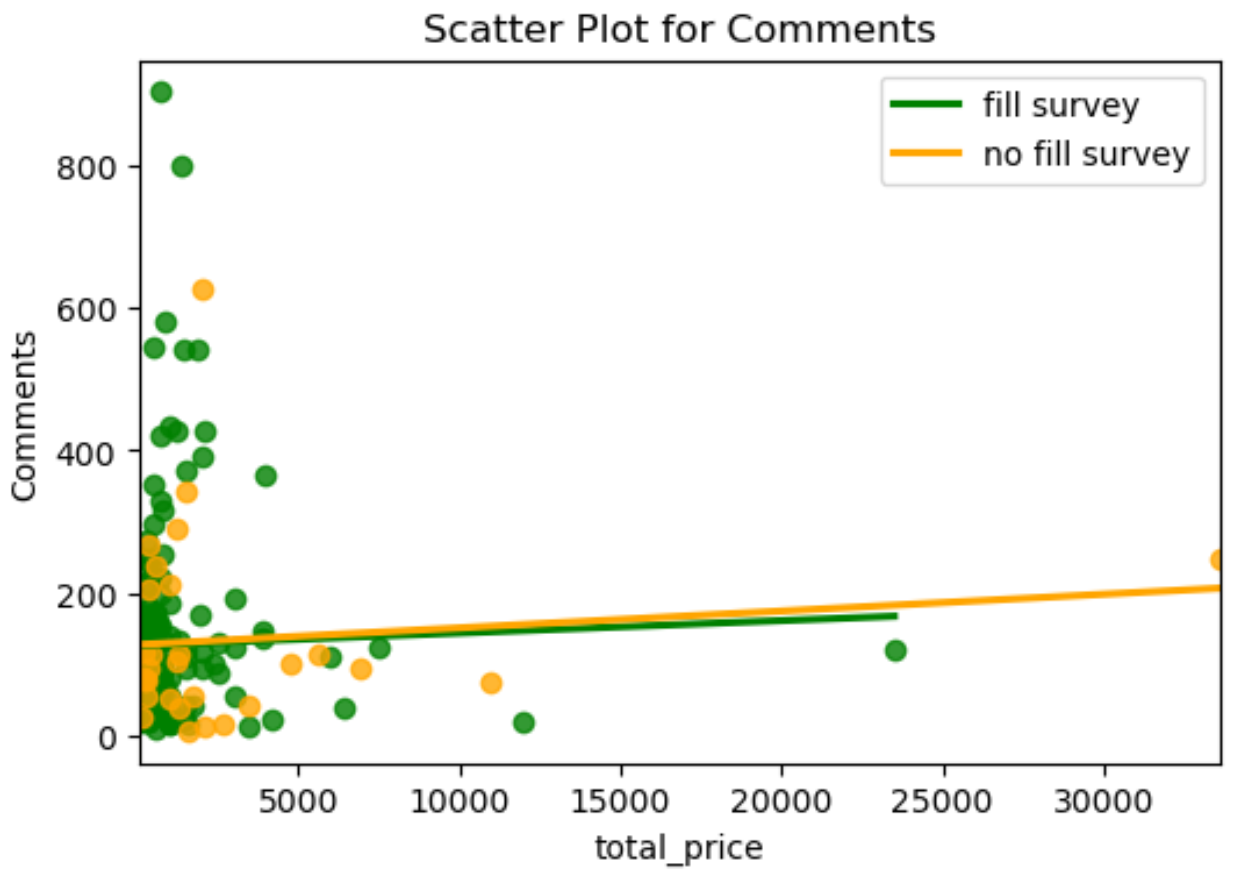 Scatter Plot for Comments
fill survey
no fill survey
800
600
400
200
0
Comments
5000 10000 15000 20000 25000 30000
total_price